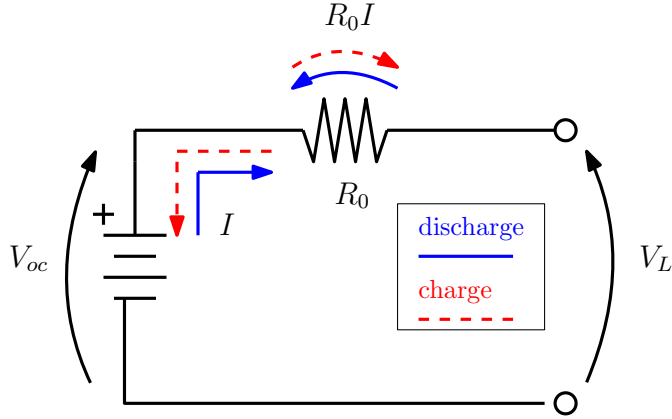 R₀I
R₀
+
I
V_oc
V_L
discharge
charge